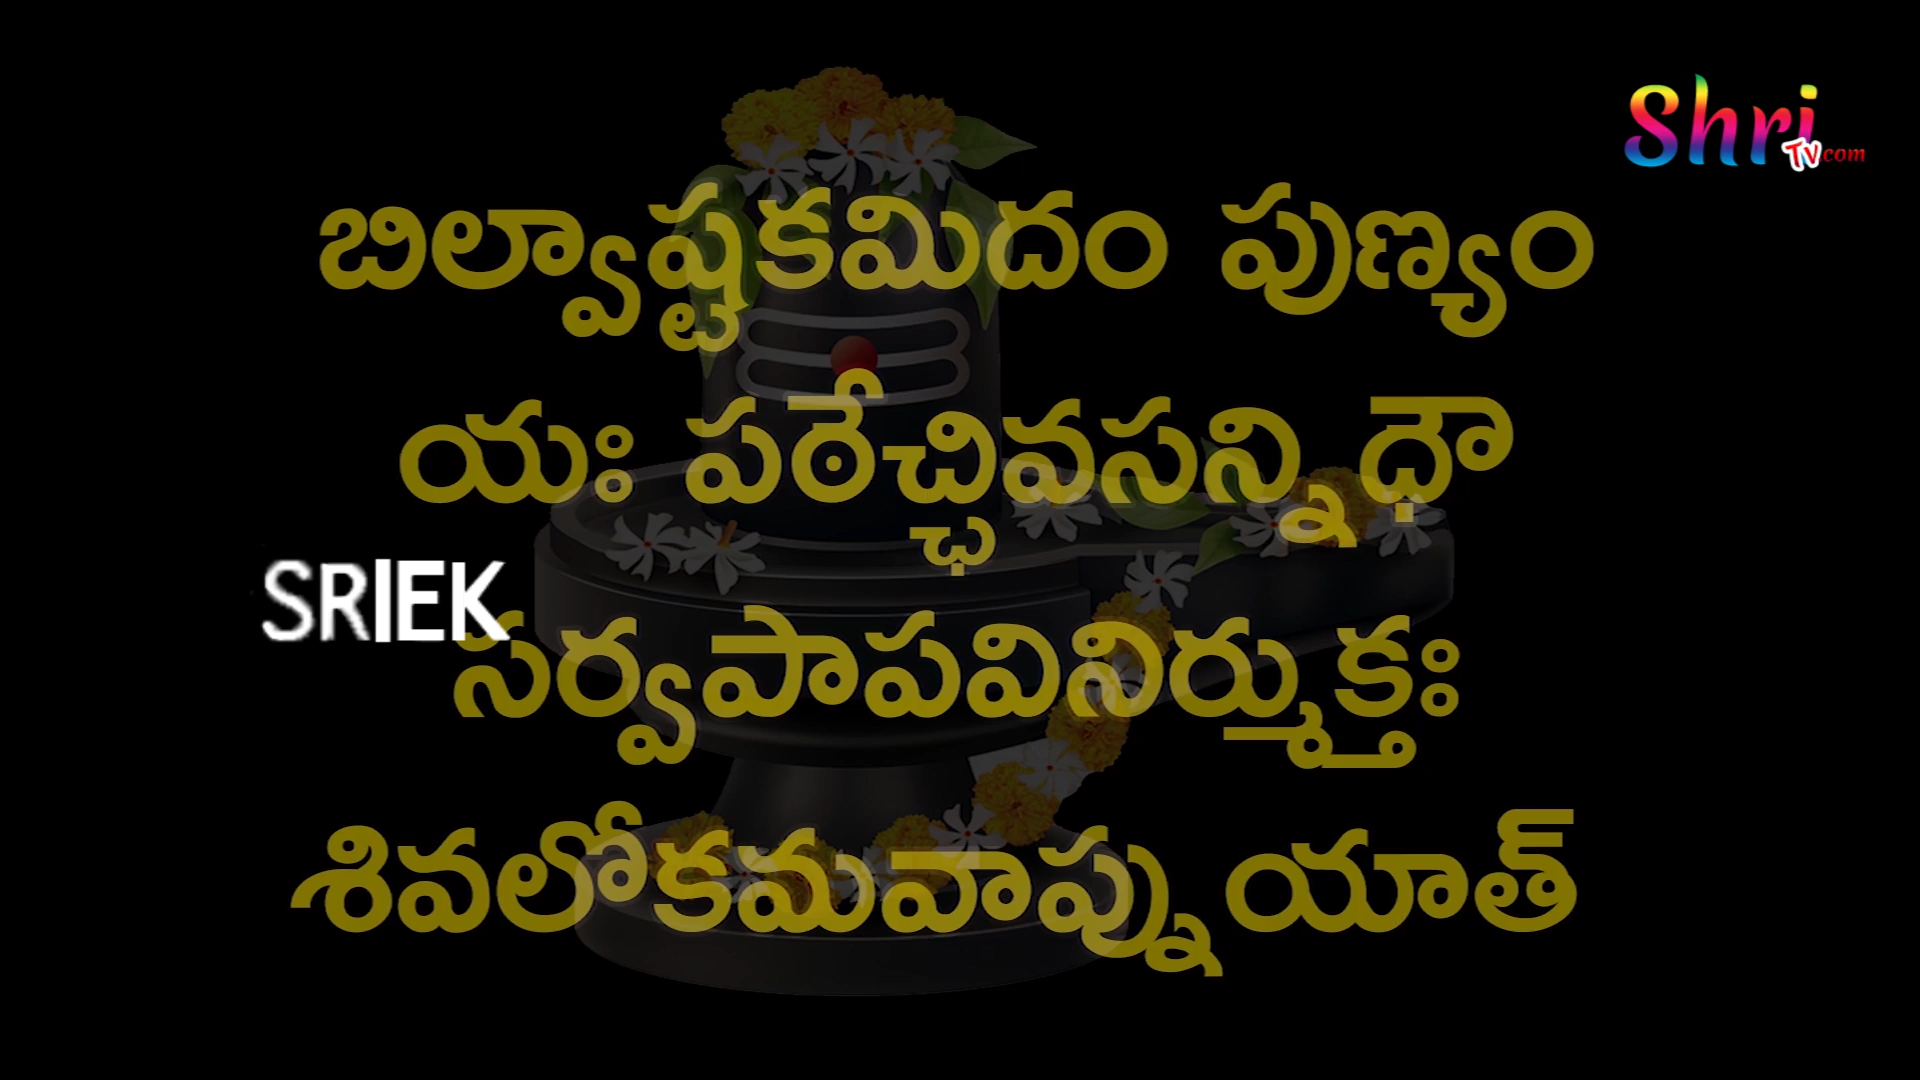 Shri
TV.com
బిల్వాష్టకమిదం పుణ్యం
యః పఠేచ్ఛివసన్నిధౌ
SRIEK
సర్వపాపవినిర్ముక్తః
శివలోకమవాప్నుయాత్